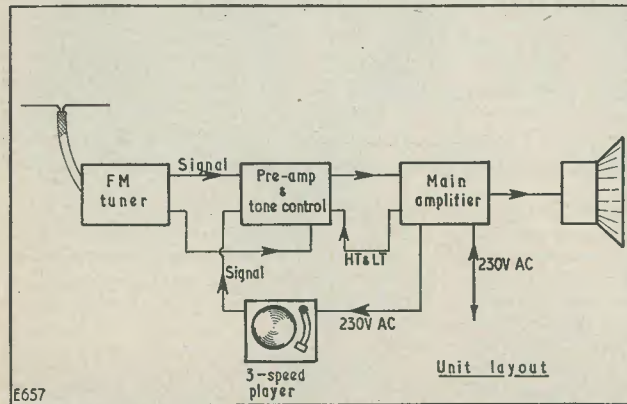 Signal
FM
tuner
Pre-amp
&
tone control
Main
amplifier
HT&LT
Signal
230V AC
230V AC
3-speed
player
Unit layout
E657